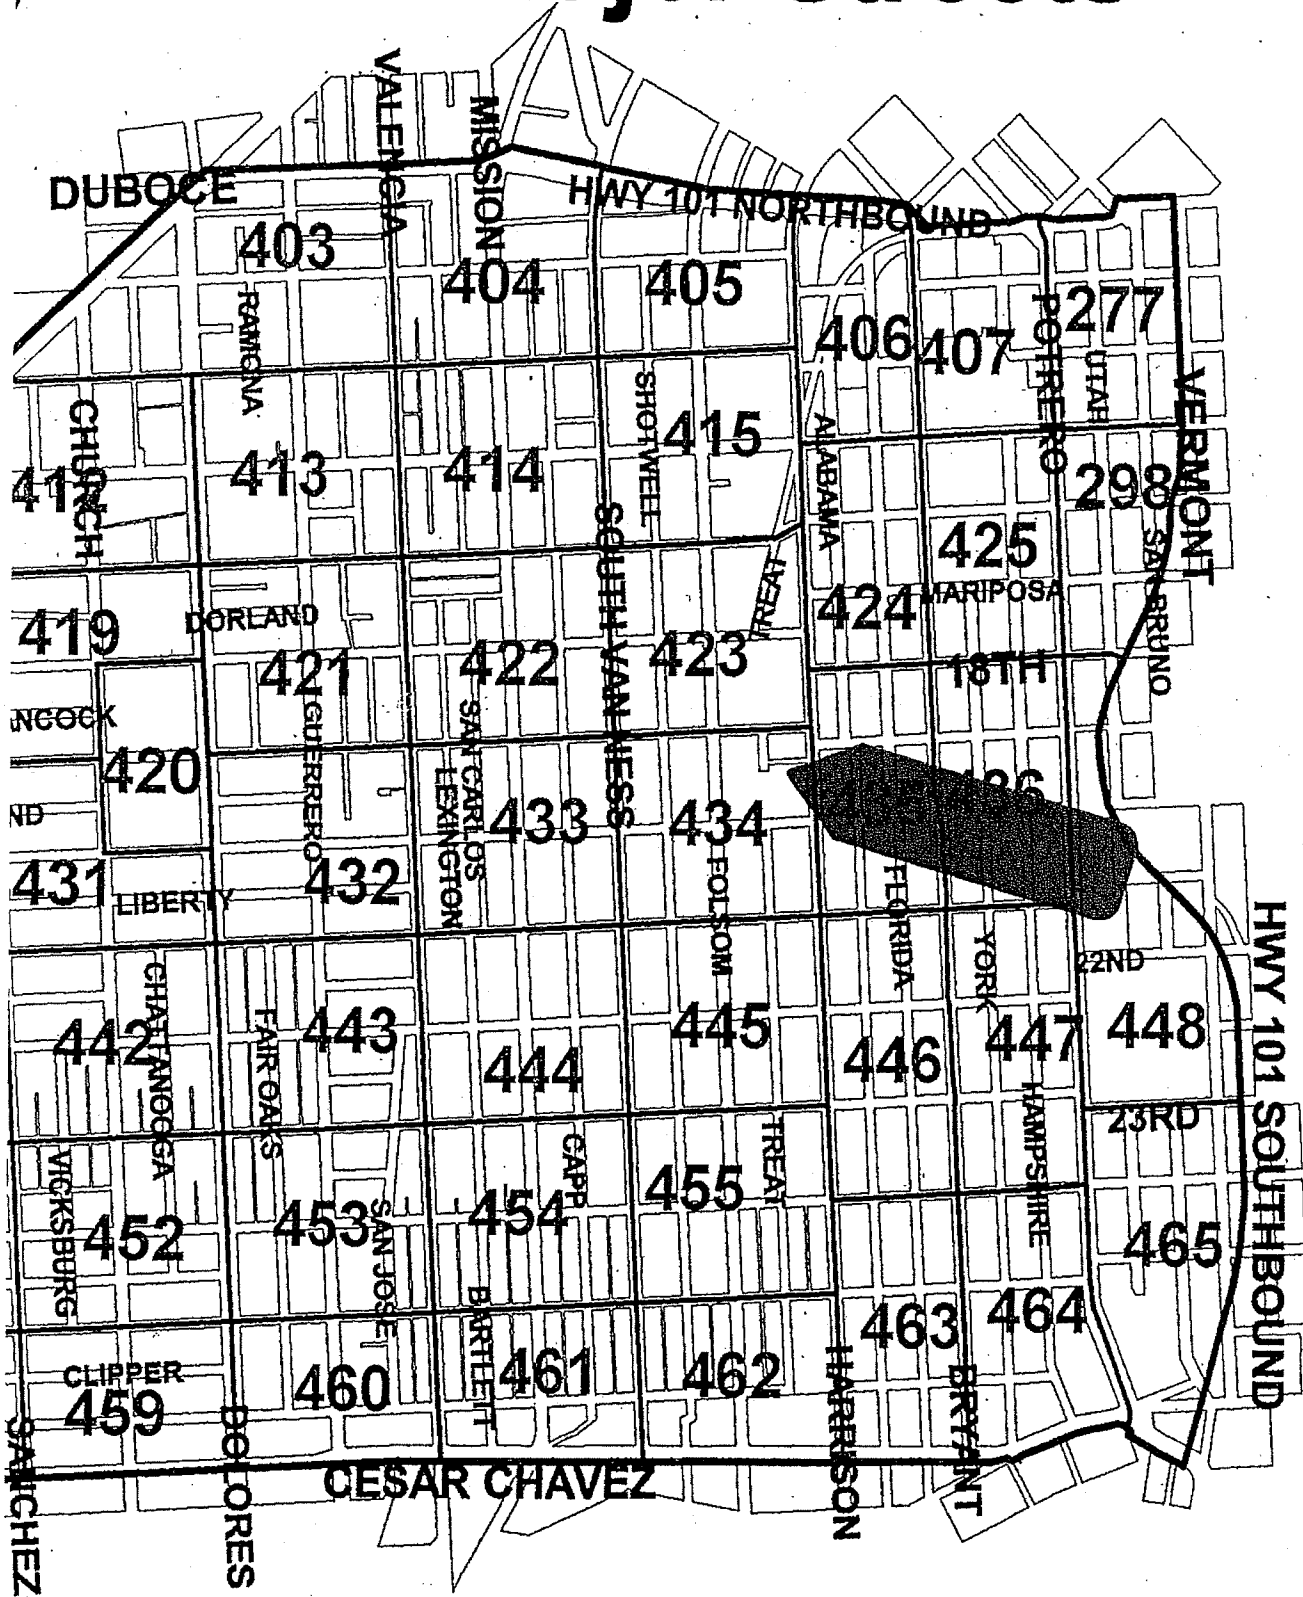 DUBOCE
VALENCIA
MISSION
HWY 101 NORTHBOUND
403
404
405
406
407
277
RAMONA
POTRERO
UTAH
VERMONT
CHURCH
SHOTWELL
415
ALABAMA
413
414
298
SOUTH VAN NESS
425
SAN BRUNO
MARIPOSA
424
TREAT
419
DORLAND
421
422
423
18TH
GUERRERO
SAN CARLOS
LEXINGTON
420
433
434
431
432
LIBERTY
FOLSOM
FLORIDA
YORK
22ND
HWY 101 SOUTHBOUND
CHATTANOOGA
FAIR OAKS
442
443
444
445
446
447
448
HAMPSHIRE
23RD
VICKSBURG
CAPP
TREAT
452
453
454
455
465
SAN JOSE
BARTLETT
463
464
CLIPPER
459
460
461
462
HARRISON
BRYANT
SANCHEZ
DOLORES
CESAR CHAVEZ